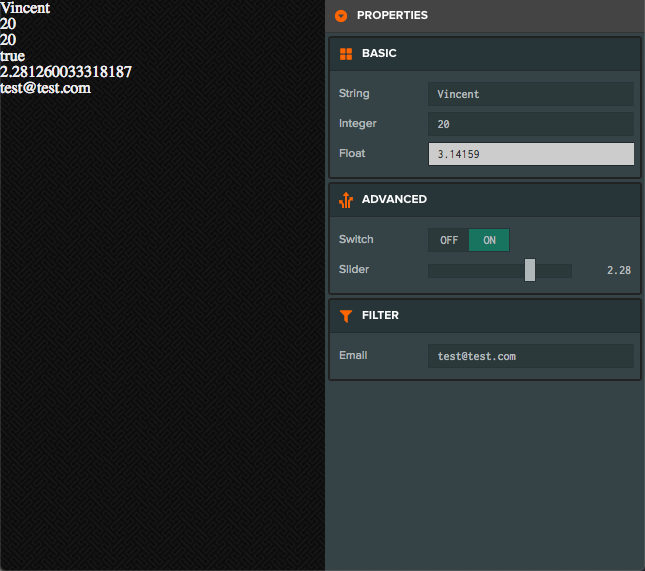 Vincent
20
20
true
2.281260033318187
test@test.com
PROPERTIES
BASIC
String Vincent
Integer 20
Float 3.14159
ADVANCED
Switch OFF ON
Slider 2.28
FILTER
Email test@test.com